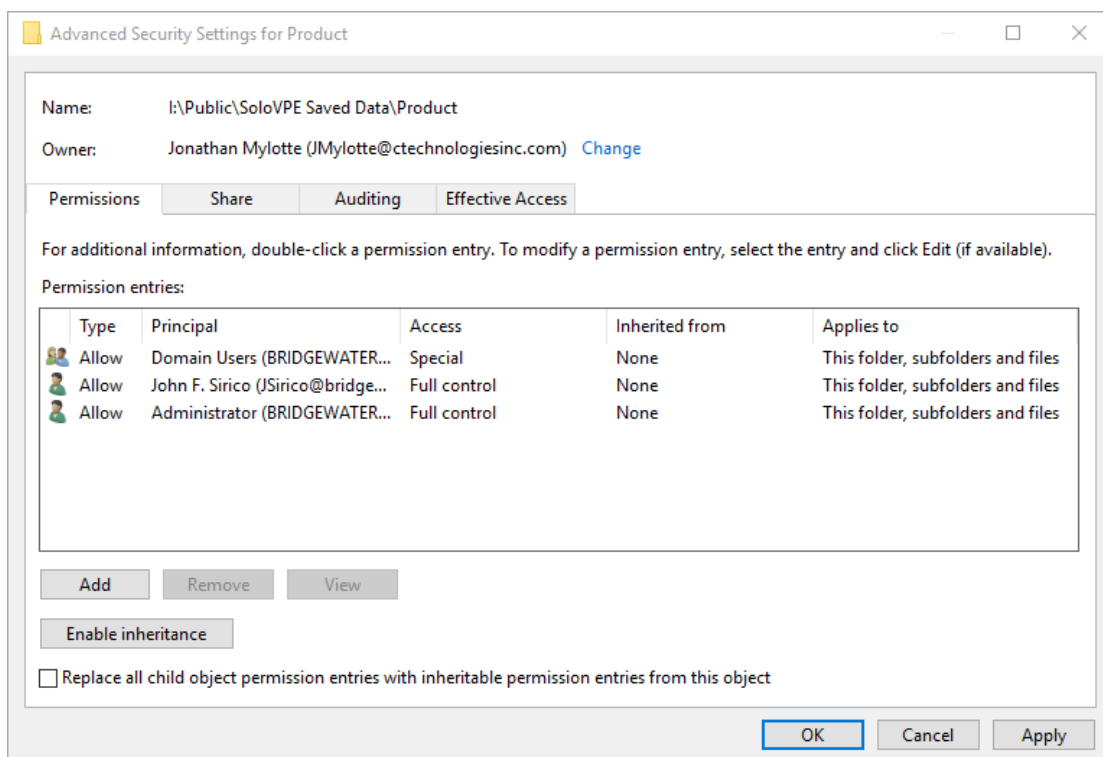 Advanced Security Settings for Product
Name: I:\Public\SoloVPE Saved Data\Product
Owner: Jonathan Mylotte (JMylotte@ctechnologiesinc.com) Change
Permissions Share Auditing Effective Access
For additional information, double-click a permission entry. To modify a permission entry, select the entry and click Edit (if available).
Permission entries:
Type Principal Access Inherited from Applies to
Allow Domain Users (BRIDGEWATER... Special None This folder, subfolders and files
Allow John F. Sirico (JSirico@bridge... Full control None This folder, subfolders and files
Allow Administrator (BRIDGEWATER... Full control None This folder, subfolders and files
Add Remove View
Enable inheritance
Replace all child object permission entries with inheritable permission entries from this object
OK Cancel Apply